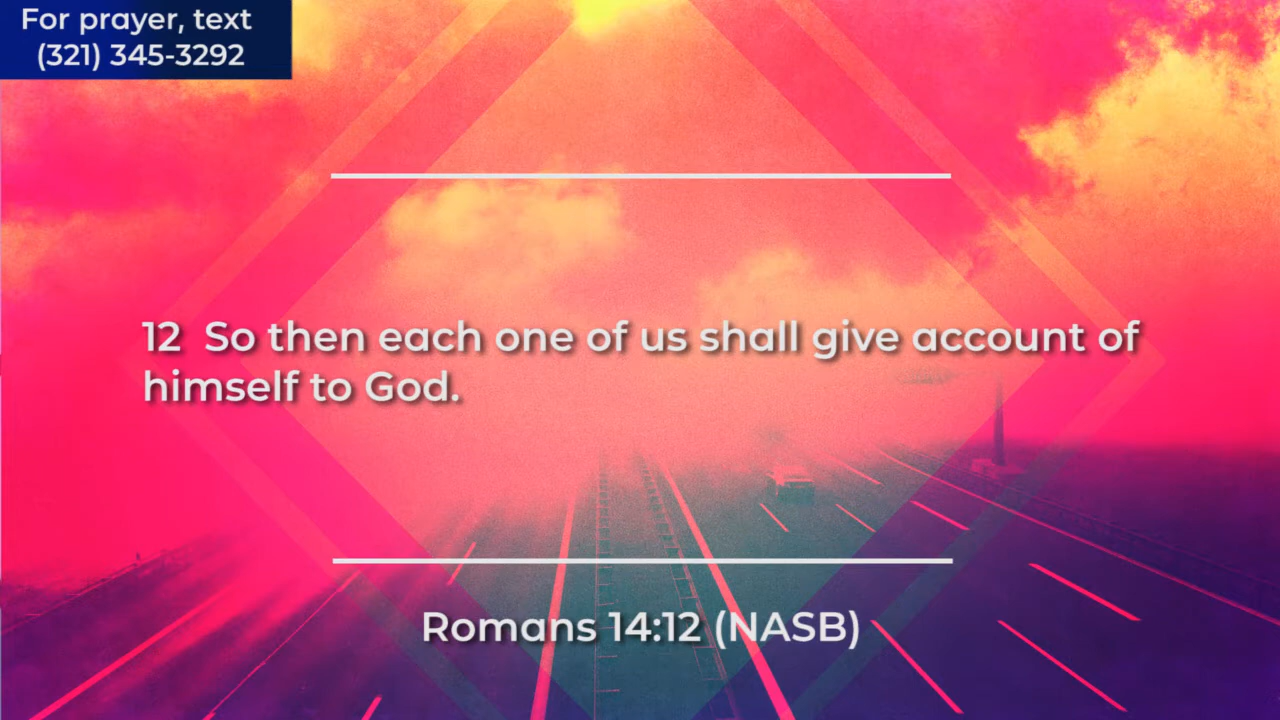 For prayer, text
(321) 345-3292
12 So then each one of us shall give account of
himself to God.
Romans 14:12 (NASB)